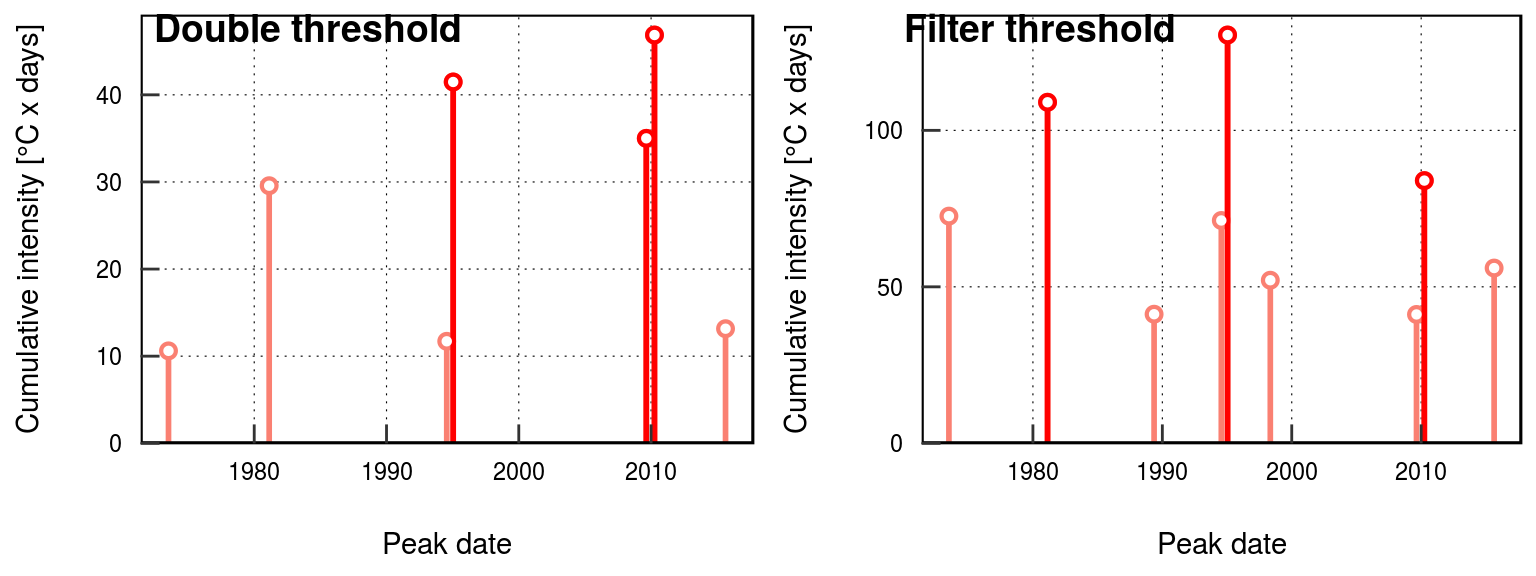 Double threshold
Cumulative intensity [°C x days]
40
30
20
10
0
1980 1990 2000 2010
Peak date
Filter threshold
Cumulative intensity [°C x days]
100
50
0
1980 1990 2000 2010
Peak date